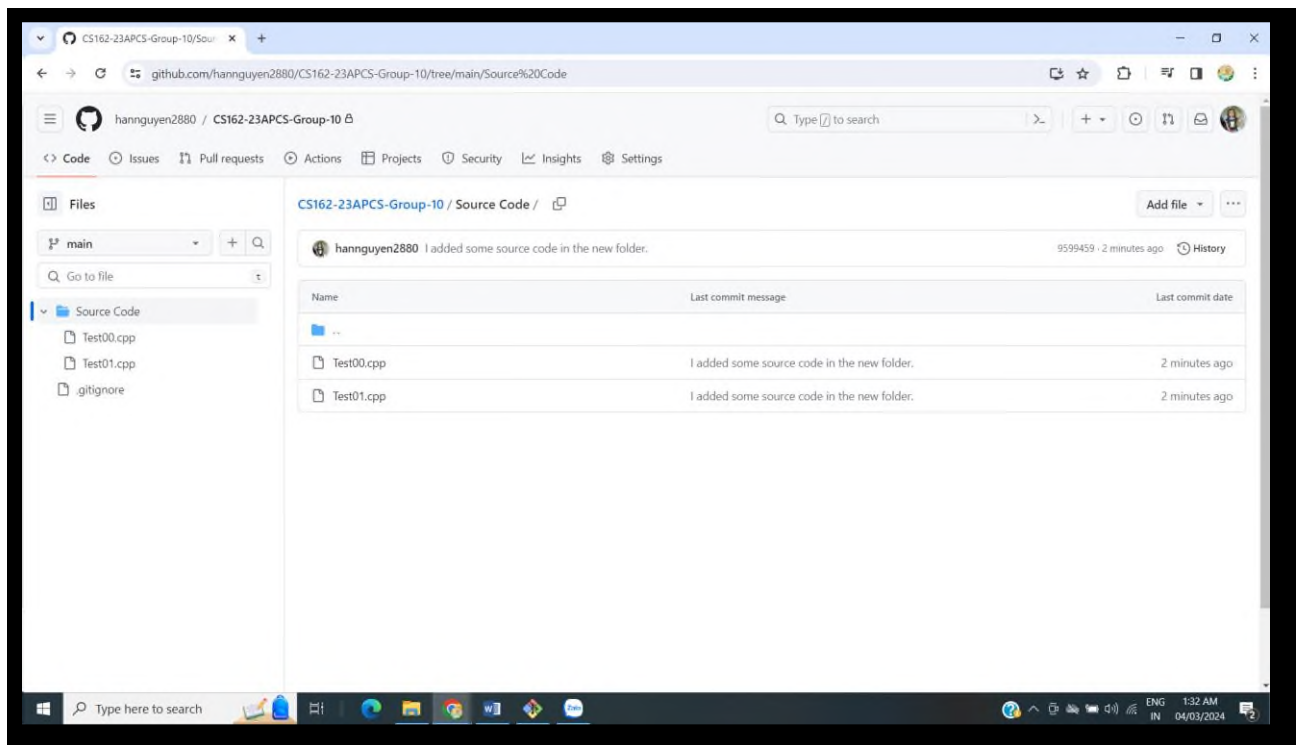 CS162-23APCS-Group-10/Sour
github.com/hannguyen2880/CS162-23APCS-Group-10/tree/main/Source%20Code
hannguyen2880 / CS162-23APCS-Group-10
Type / to search
<> Code Issues Pull requests Actions Projects Security Insights Settings
Files
CS162-23APCS-Group-10 / Source Code /
Add file
main
hannguyen2880 I added some source code in the new folder.
9599459 · 2 minutes ago History
Go to file t
Name Last commit message Last commit date
Source Code
..
Test00.cpp
Test01.cpp
.gitignore
Test00.cpp I added some source code in the new folder. 2 minutes ago
Test01.cpp I added some source code in the new folder. 2 minutes ago
Type here to search
Zalo
ENG
IN
1:32 AM
04/03/2024
2